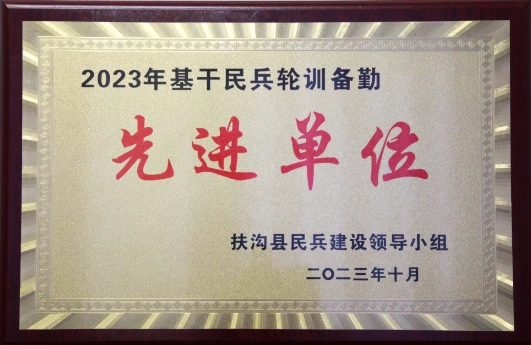 2023年基干民兵轮训备勤
先进单位
扶沟县民兵建设领导小组
二〇二三年十月